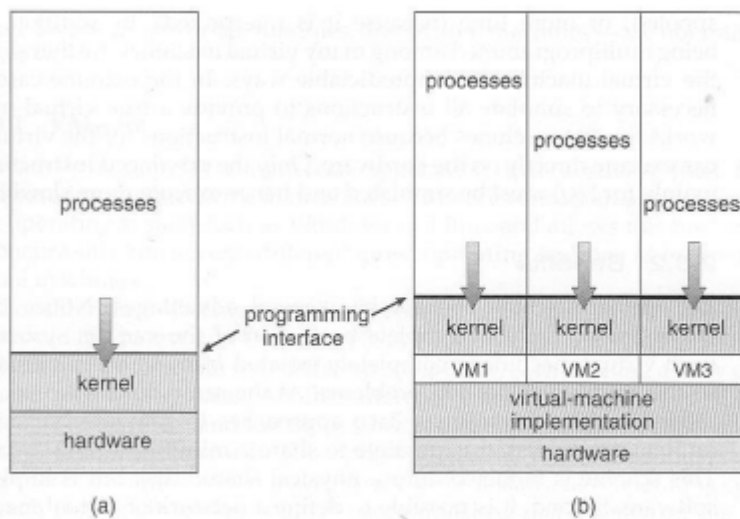 processes
kernel
hardware
(a)
programming
interface
processes
processes
processes
kernel
kernel
kernel
VM1
VM2
VM3
virtual-machine
implementation
hardware
(b)